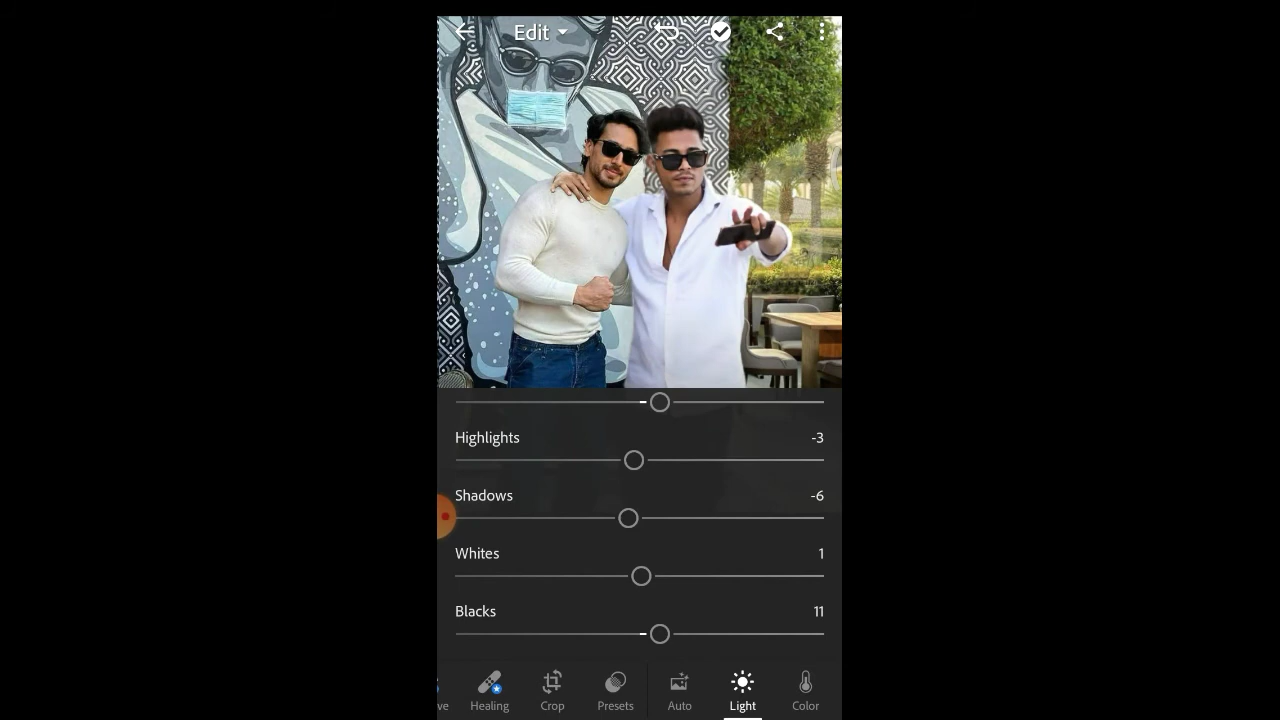 Edit
Highlights -3
Shadows -6
Whites 1
Blacks 11
ve Healing Crop Presets Auto Light Color